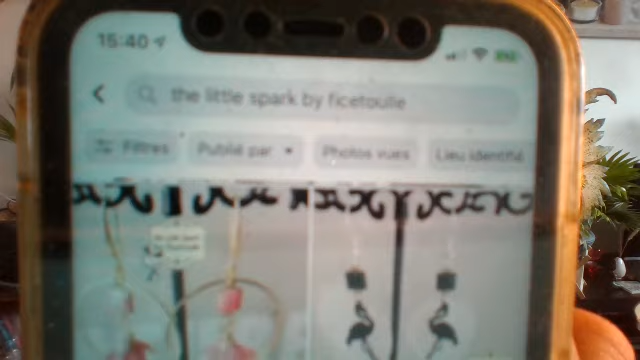 15:40
the little spark by ficetoulle
Filtres Publié par Photos vues Lieu identifié